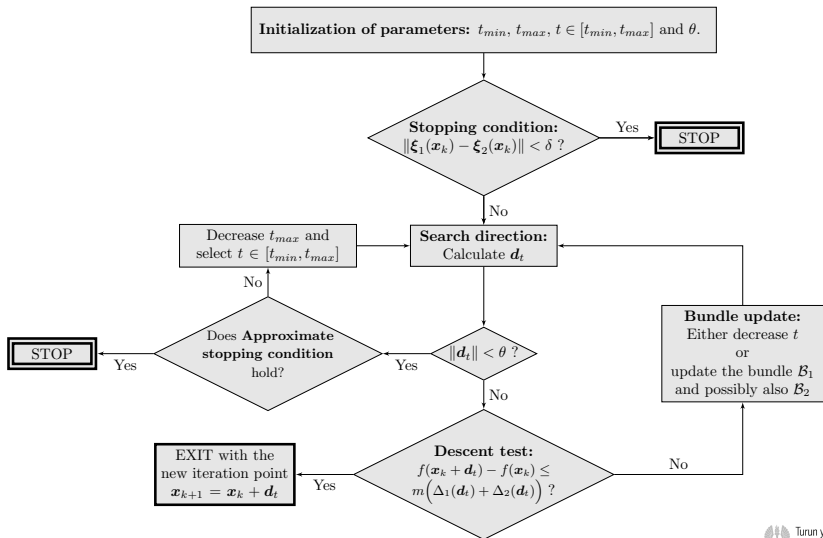 Initialization of parameters: t_min, t_max, t ∈ [t_min, t_max] and θ.
Stopping condition:
‖ξ₁(x_k) − ξ₂(x_k)‖ < δ ?
Yes
STOP
No
Decrease t_max and
select t ∈ [t_min, t_max]
Search direction:
Calculate d_t
No
Bundle update:
Either decrease t
or
update the bundle B₁
and possibly also B₂
STOP
Yes
Does Approximate
stopping condition
hold?
Yes
‖d_t‖ < θ ?
No
EXIT with the
new iteration point
x_{k+1} = x_k + d_t
Yes
Descent test:
f(x_k + d_t) − f(x_k) ≤
m(Δ₁(d_t) + Δ₂(d_t)) ?
No
Turun y